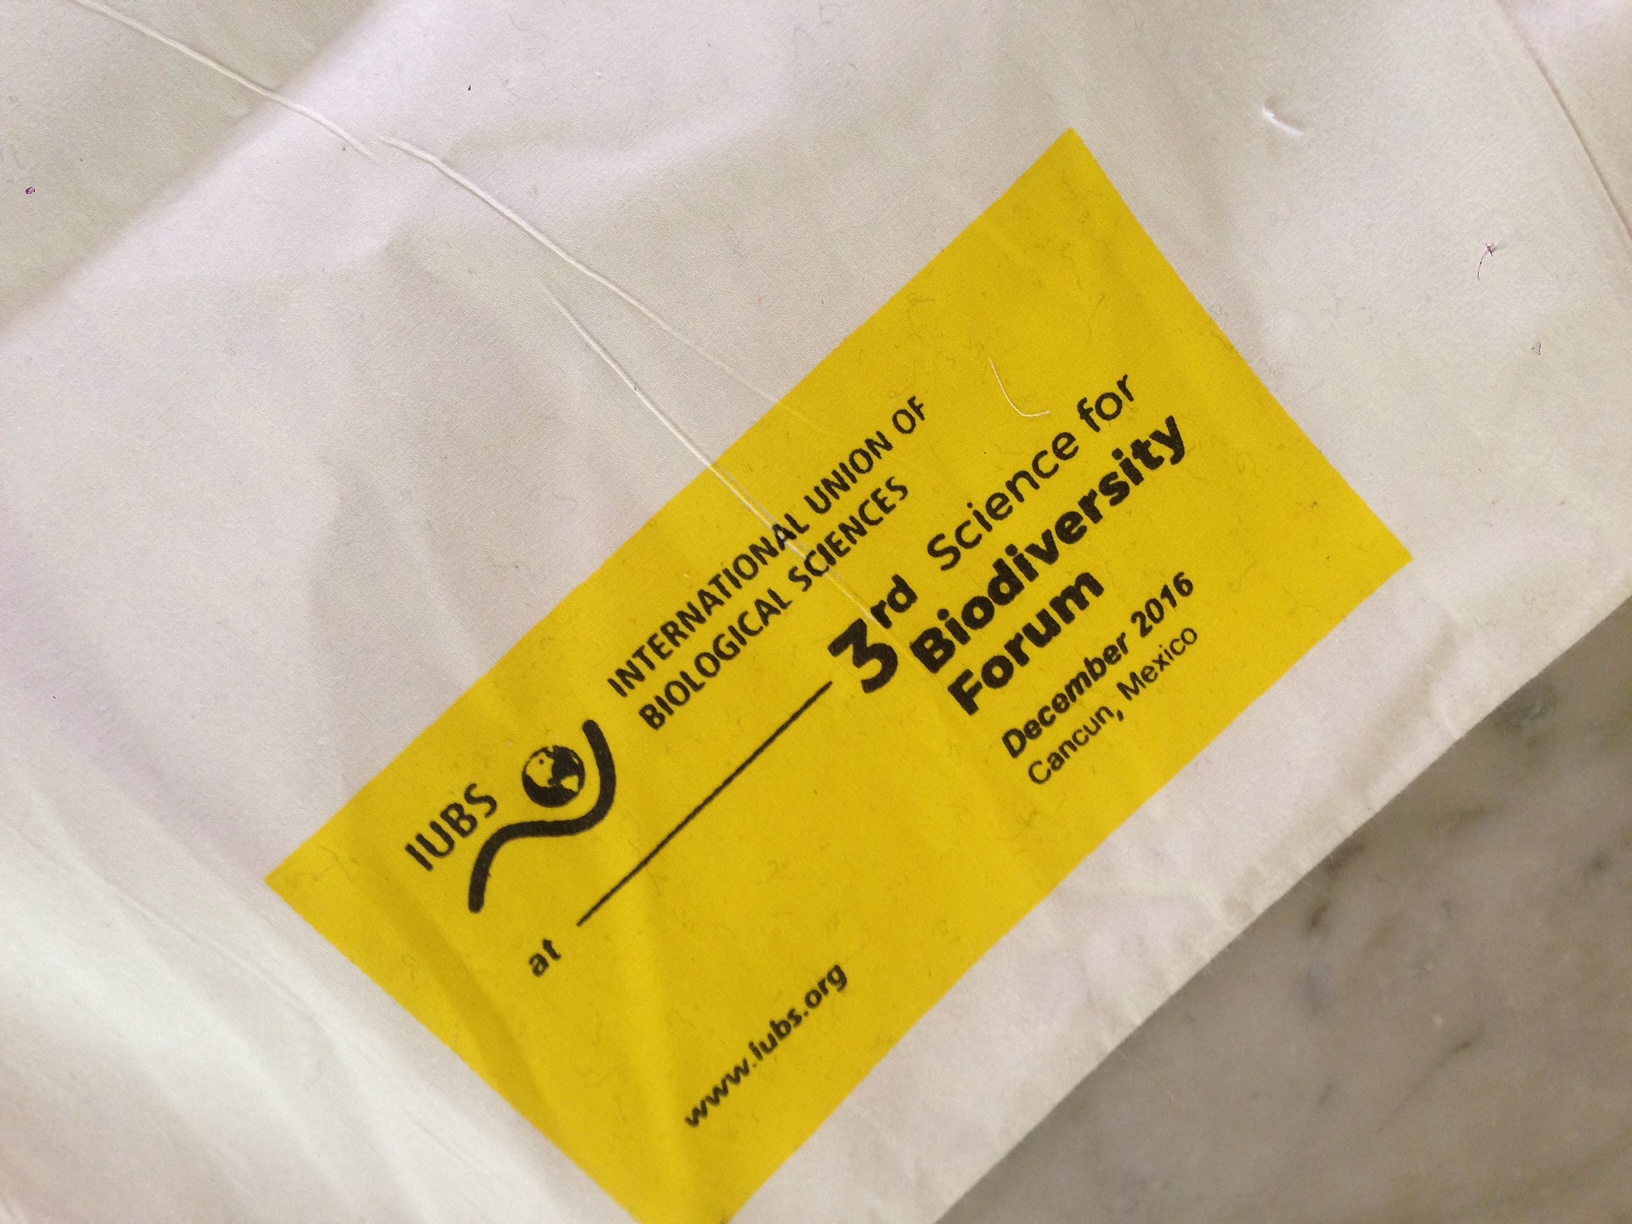 IUBS
INTERNATIONAL UNION OF
BIOLOGICAL SCIENCES
at
3rd Science for
Biodiversity
Forum
December 2016
Cancun, Mexico
www.iubs.org